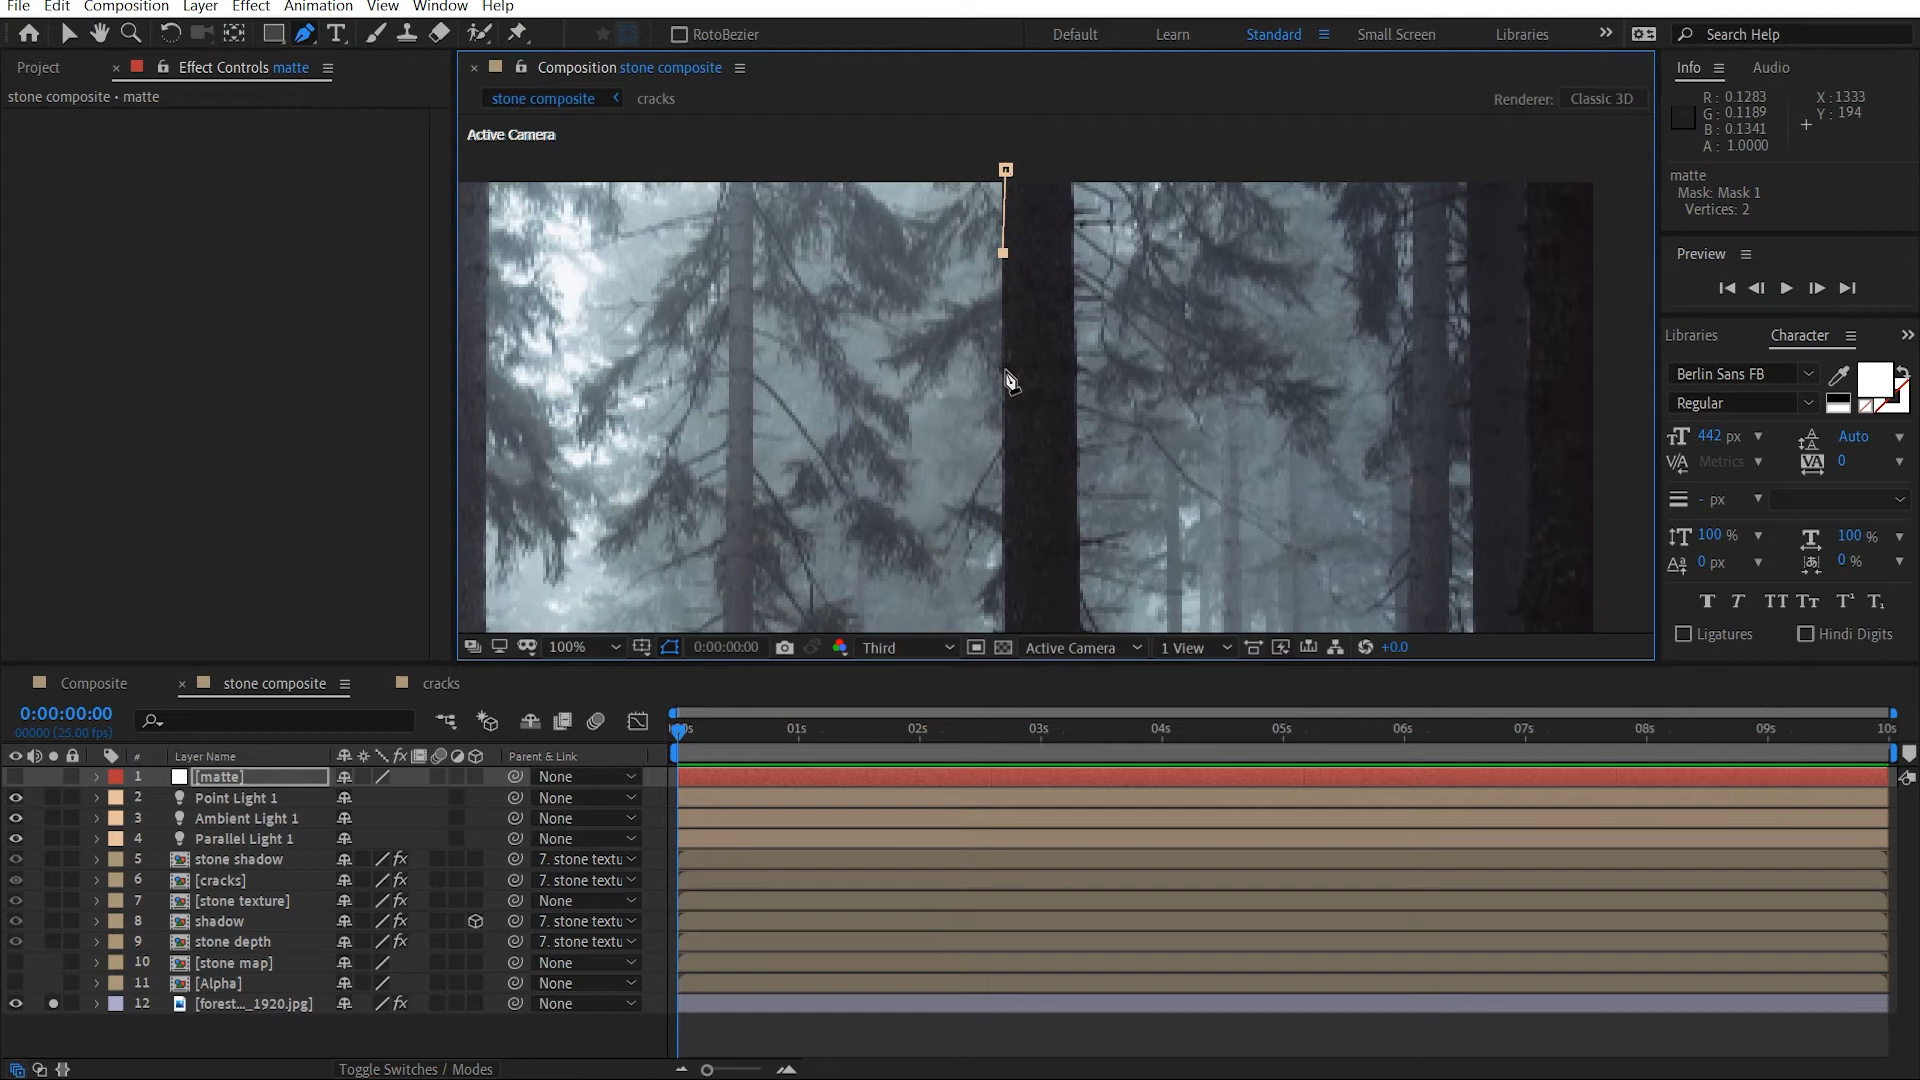 File Edit Composition Layer Effect Animation View Window Help
RotoBezier Default Learn Standard Small Screen Libraries Search Help
Project Effect Controls matte Composition stone composite Info Audio
stone composite • matte
stone composite cracks Renderer: Classic 3D
Active Camera
R: 0.1283 X: 1333
G: 0.1189 Y: 194
B: 0.1341
A: 1.0000
matte
Mask: Mask 1
Vertices: 2
Preview
Libraries Character
Berlin Sans FB
Regular
442 px Auto
Metrics 0
- px
100 % 100 %
0 px 0 %
Ligatures Hindi Digits
100% 0:00:00:00 Third Active Camera 1 View +0.0
Composite stone composite cracks
0:00:00:00
00000 (25.00 fps)
01s 02s 03s 04s 05s 06s 07s 08s 09s 10s
# Layer Name Parent & Link
1 [matte] None
2 Point Light 1 None
3 Ambient Light 1 None
4 Parallel Light 1 None
5 stone shadow 7. stone textu
6 [cracks] 7. stone textu
7 [stone texture] None
8 shadow 7. stone textu
9 stone depth 7. stone textu
10 [stone map] None
11 [Alpha] None
12 [forest..._1920.jpg] None
Toggle Switches / Modes